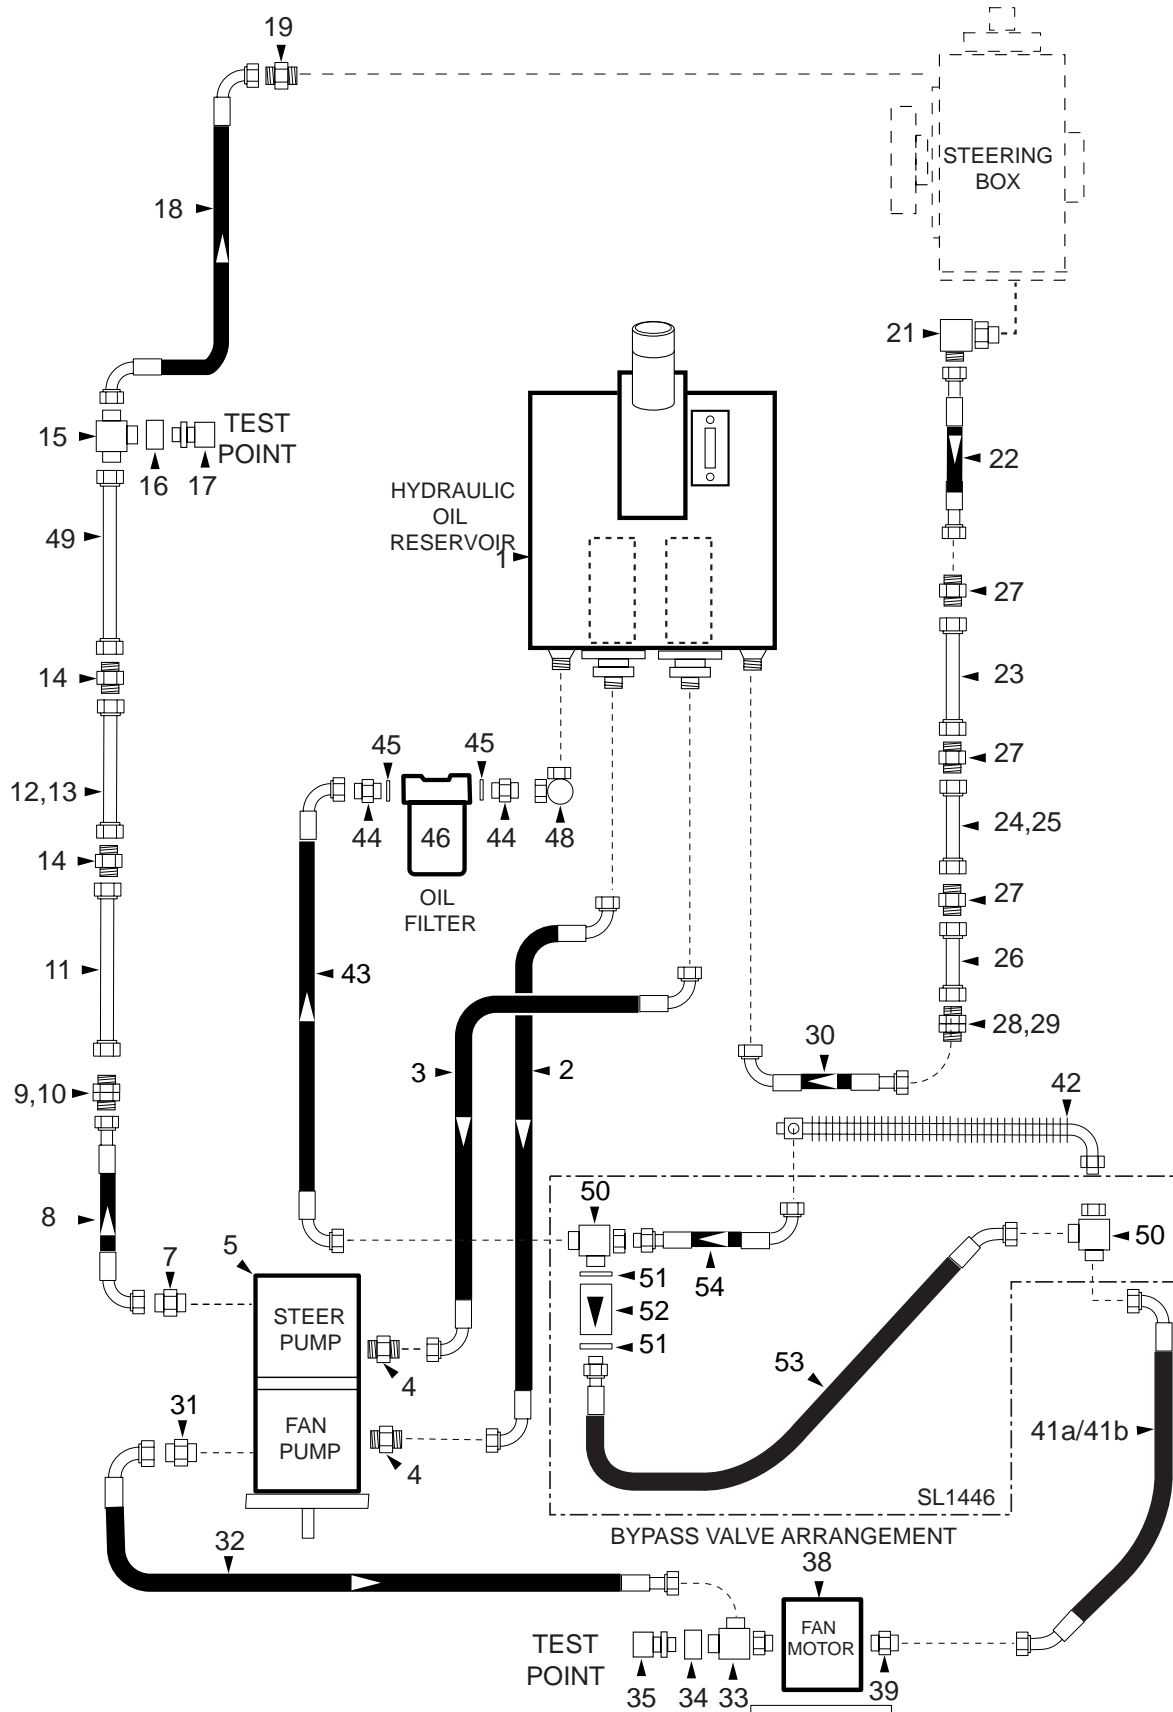 19
STEERING
BOX
18
21
TEST
POINT
15
16
17
22
HYDRAULIC
OIL
RESERVOIR
1
49
27
23
14
45
45
27
12,13
44
46
44
48
24,25
14
OIL
FILTER
27
11
43
26
28,29
3
2
30
9,10
42
8
7
5
50
50
51
54
52
51
STEER
PUMP
4
53
31
FAN
PUMP
4
41a/41b
SL1446
BYPASS VALVE ARRANGEMENT
32
38
FAN
MOTOR
TEST
POINT
35
34
33
39